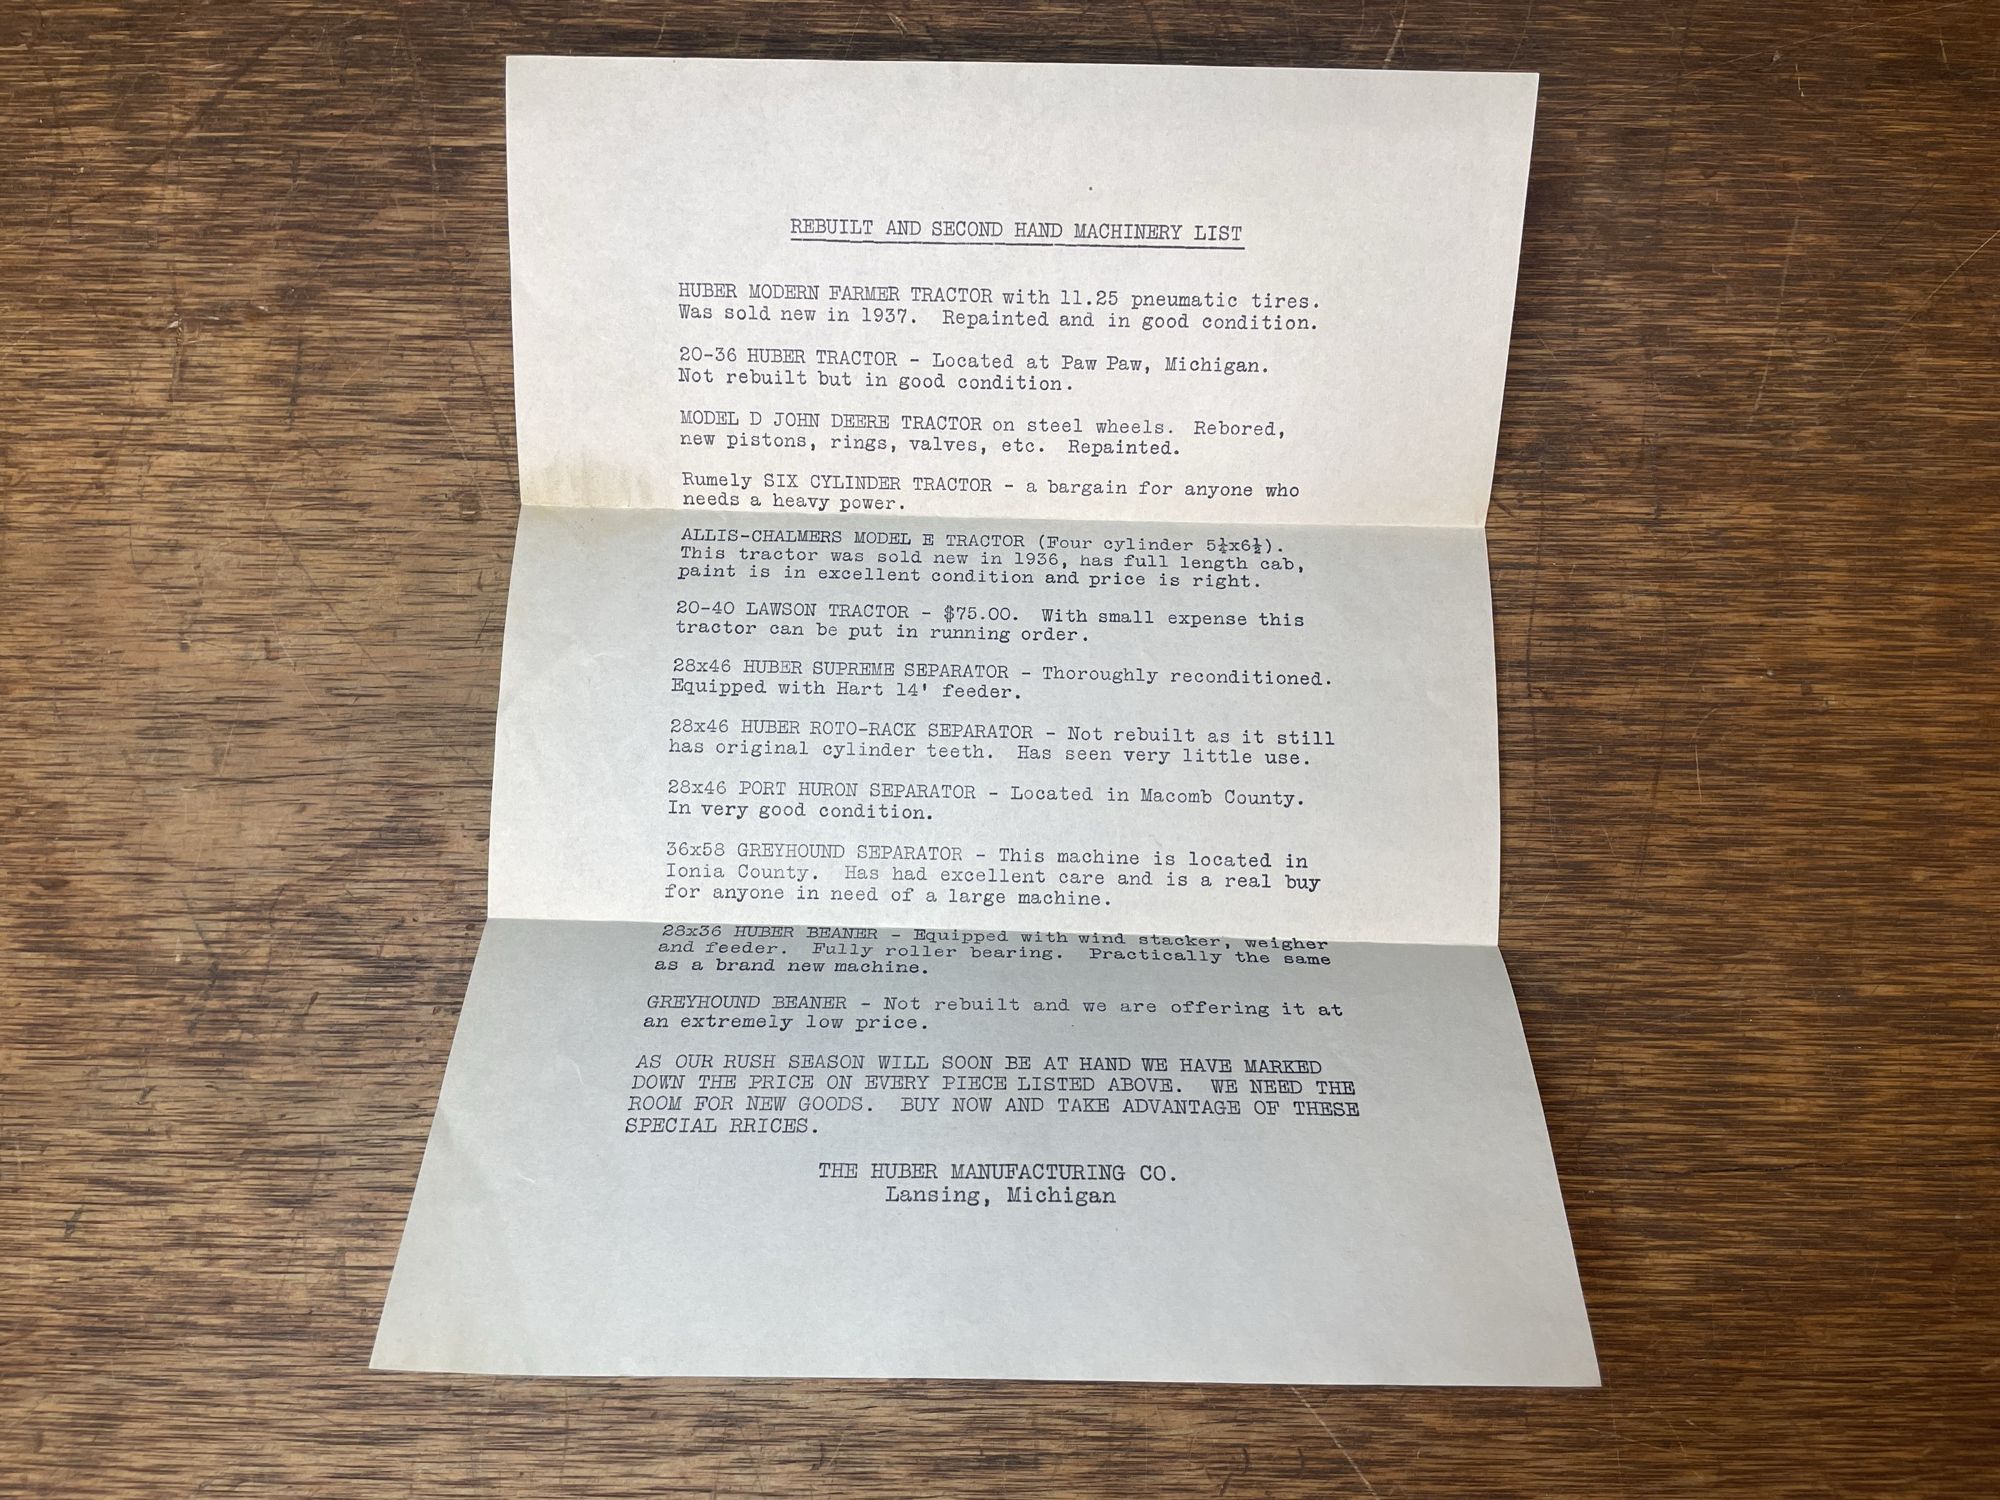 REBUILT AND SECOND HAND MACHINERY LIST
HUBER MODERN FARMER TRACTOR with 11.25 pneumatic tires.
Was sold new in 1937.  Repainted and in good condition.
20-36 HUBER TRACTOR - Located at Paw Paw, Michigan.
Not rebuilt but in good condition.
MODEL D JOHN DEERE TRACTOR on steel wheels.  Rebored,
new pistons, rings, valves, etc.  Repainted.
Rumely SIX CYLINDER TRACTOR - a bargain for anyone who
needs a heavy power.
ALLIS-CHALMERS MODEL E TRACTOR (Four cylinder 5¼x6½).
This tractor was sold new in 1936, has full length cab,
paint is in excellent condition and price is right.
20-40 LAWSON TRACTOR - $75.00.  With small expense this
tractor can be put in running order.
28x46 HUBER SUPREME SEPARATOR - Thoroughly reconditioned.
Equipped with Hart 14' feeder.
28x46 HUBER ROTO-RACK SEPARATOR - Not rebuilt as it still
has original cylinder teeth.  Has seen very little use.
28x46 PORT HURON SEPARATOR - Located in Macomb County.
In very good condition.
36x58 GREYHOUND SEPARATOR - This machine is located in
Ionia County.  Has had excellent care and is a real buy
for anyone in need of a large machine.
28x36 HUBER BEANER - Equipped with wind stacker, weigher
and feeder.  Fully roller bearing.  Practically the same
as a brand new machine.
GREYHOUND BEANER - Not rebuilt and we are offering it at
an extremely low price.
AS OUR RUSH SEASON WILL SOON BE AT HAND WE HAVE MARKED
DOWN THE PRICE ON EVERY PIECE LISTED ABOVE.  WE NEED THE
ROOM FOR NEW GOODS.  BUY NOW AND TAKE ADVANTAGE OF THESE
SPECIAL RRICES.
THE HUBER MANUFACTURING CO.
Lansing, Michigan